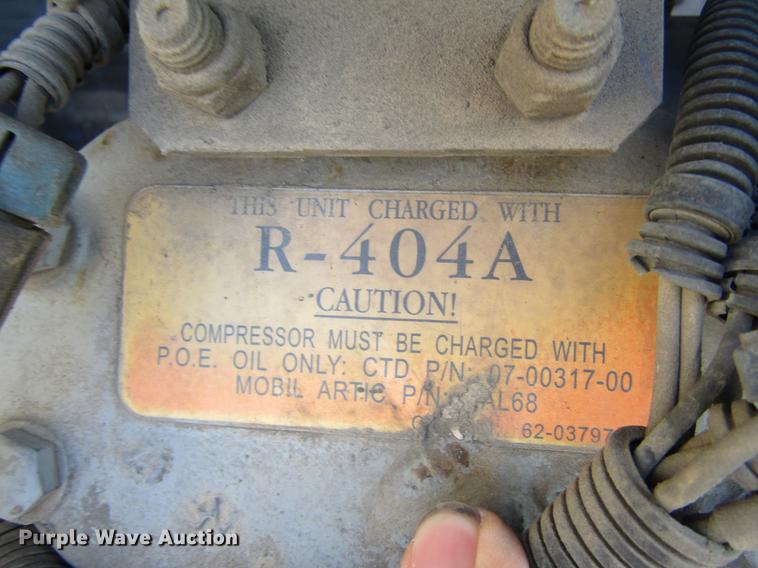 THIS UNIT CHARGED WITH
R-404A
CAUTION!
COMPRESSOR MUST BE CHARGED WITH
P.O.E. OIL ONLY: CTD P/N: 07-00317-00
MOBIL ARTIC P/N: AL68
62-03797
Purple Wave Auction